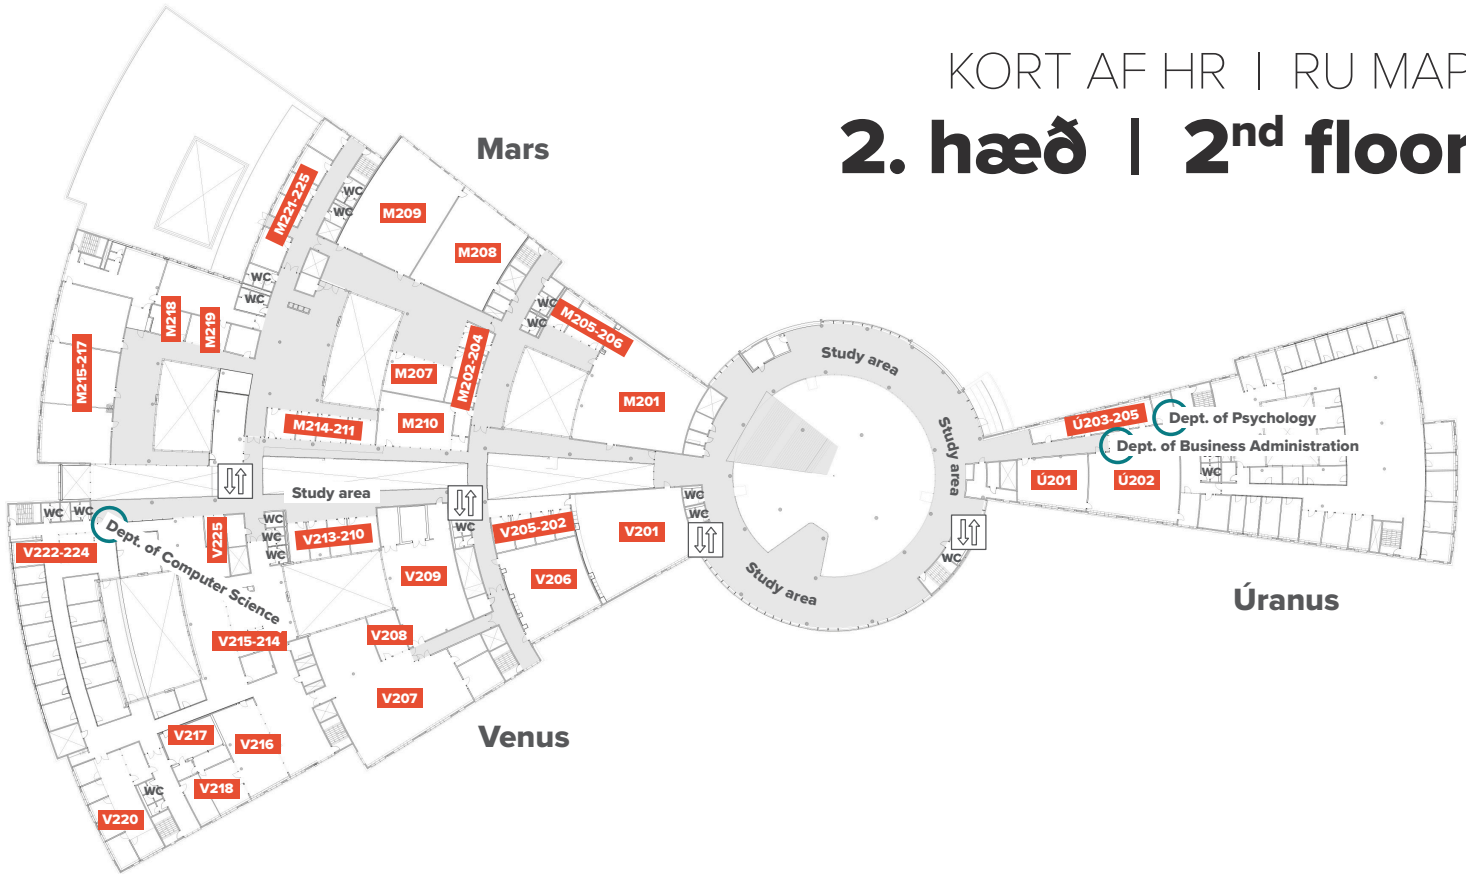 KORT AF HR | RU MAP
2. hæð | 2nd floor
Mars
M221-225
WC
WC
M209
M208
WC
WC
M218
M219
M215-217
WC
WC
M205-206
M202-204
M207
M201
M214-211
M210
Study area
Study area
Study area
Study area
Ú203-205
Dept. of Psychology
Dept. of Business Administration
Ú201
Ú202
WC
WC
Úranus
WC
WC
V201
V205-202
V206
WC
V213-210
V209
V208
V207
WC
WC
WC
V225
WC
WC
Dept. of Computer Science
V222-224
V215-214
V217
V216
V218
WC
V220
Venus